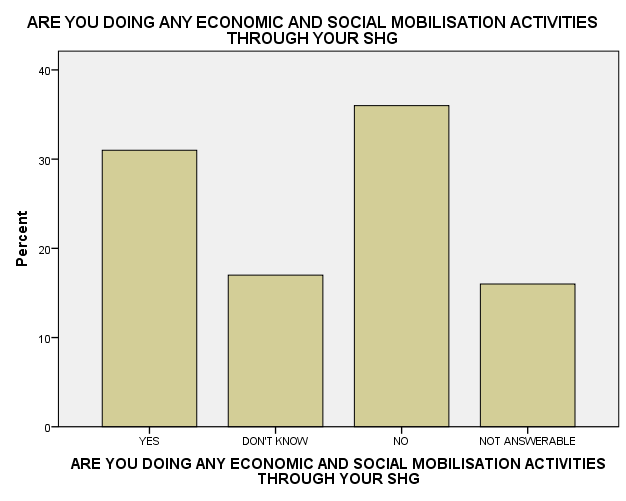 ARE YOU DOING ANY ECONOMIC AND SOCIAL MOBILISATION ACTIVITIES
THROUGH YOUR SHG
40
30
20
10
0
Percent
YES
DON'T KNOW
NO
NOT ANSWERABLE
ARE YOU DOING ANY ECONOMIC AND SOCIAL MOBILISATION ACTIVITIES
THROUGH YOUR SHG